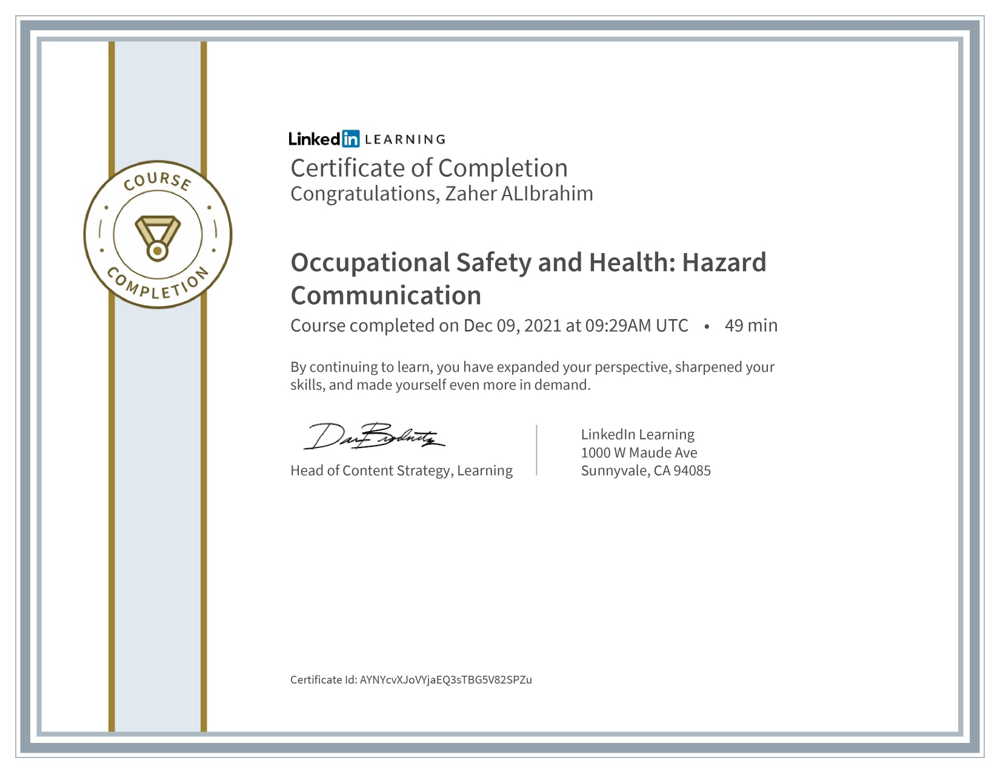 COURSE
COMPLETION
Linkedin LEARNING
Certificate of Completion
Congratulations, Zaher ALIbrahim
Occupational Safety and Health: Hazard
Communication
Course completed on Dec 09, 2021 at 09:29AM UTC • 49 min
By continuing to learn, you have expanded your perspective, sharpened your
skills, and made yourself even more in demand.
Head of Content Strategy, Learning
LinkedIn Learning
1000 W Maude Ave
Sunnyvale, CA 94085
Certificate Id: AYNYcvXJoVYjaEQ3sTBG5V82SPZu